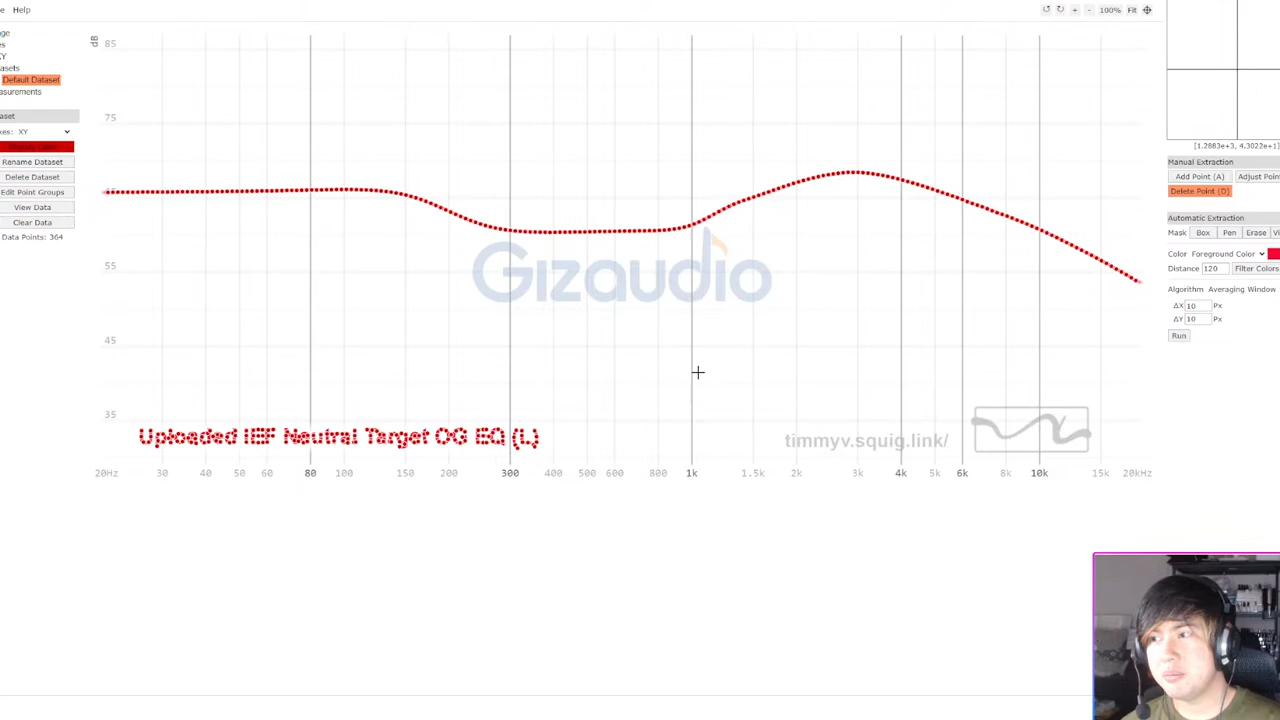 Help
↺ ↻ + - 100% Fit
dB
85
75
65
55
45
35
Default Dataset
XY
Rename Dataset
Delete Dataset
Edit Point Groups
View Data
Clear Data
Data Points: 364
Gizaudio
Uploaded IEF Neutral Target OG EQ (L)
timmyv.squig.link/
20Hz 30 40 50 60 80 100 150 200 300 400 500 600 800 1k 1.5k 2k 3k 4k 5k 6k 8k 10k 15k 20kHz
[1.2883e+3, 4.3022e+1]
Manual Extraction
Add Point (A) Adjust Poin
Delete Point (D)
Automatic Extraction
Mask Box Pen Erase Vi
Color Foreground Color
Distance 120 Filter Colors
Algorithm Averaging Window
ΔX 10 Px
ΔY 10 Px
Run